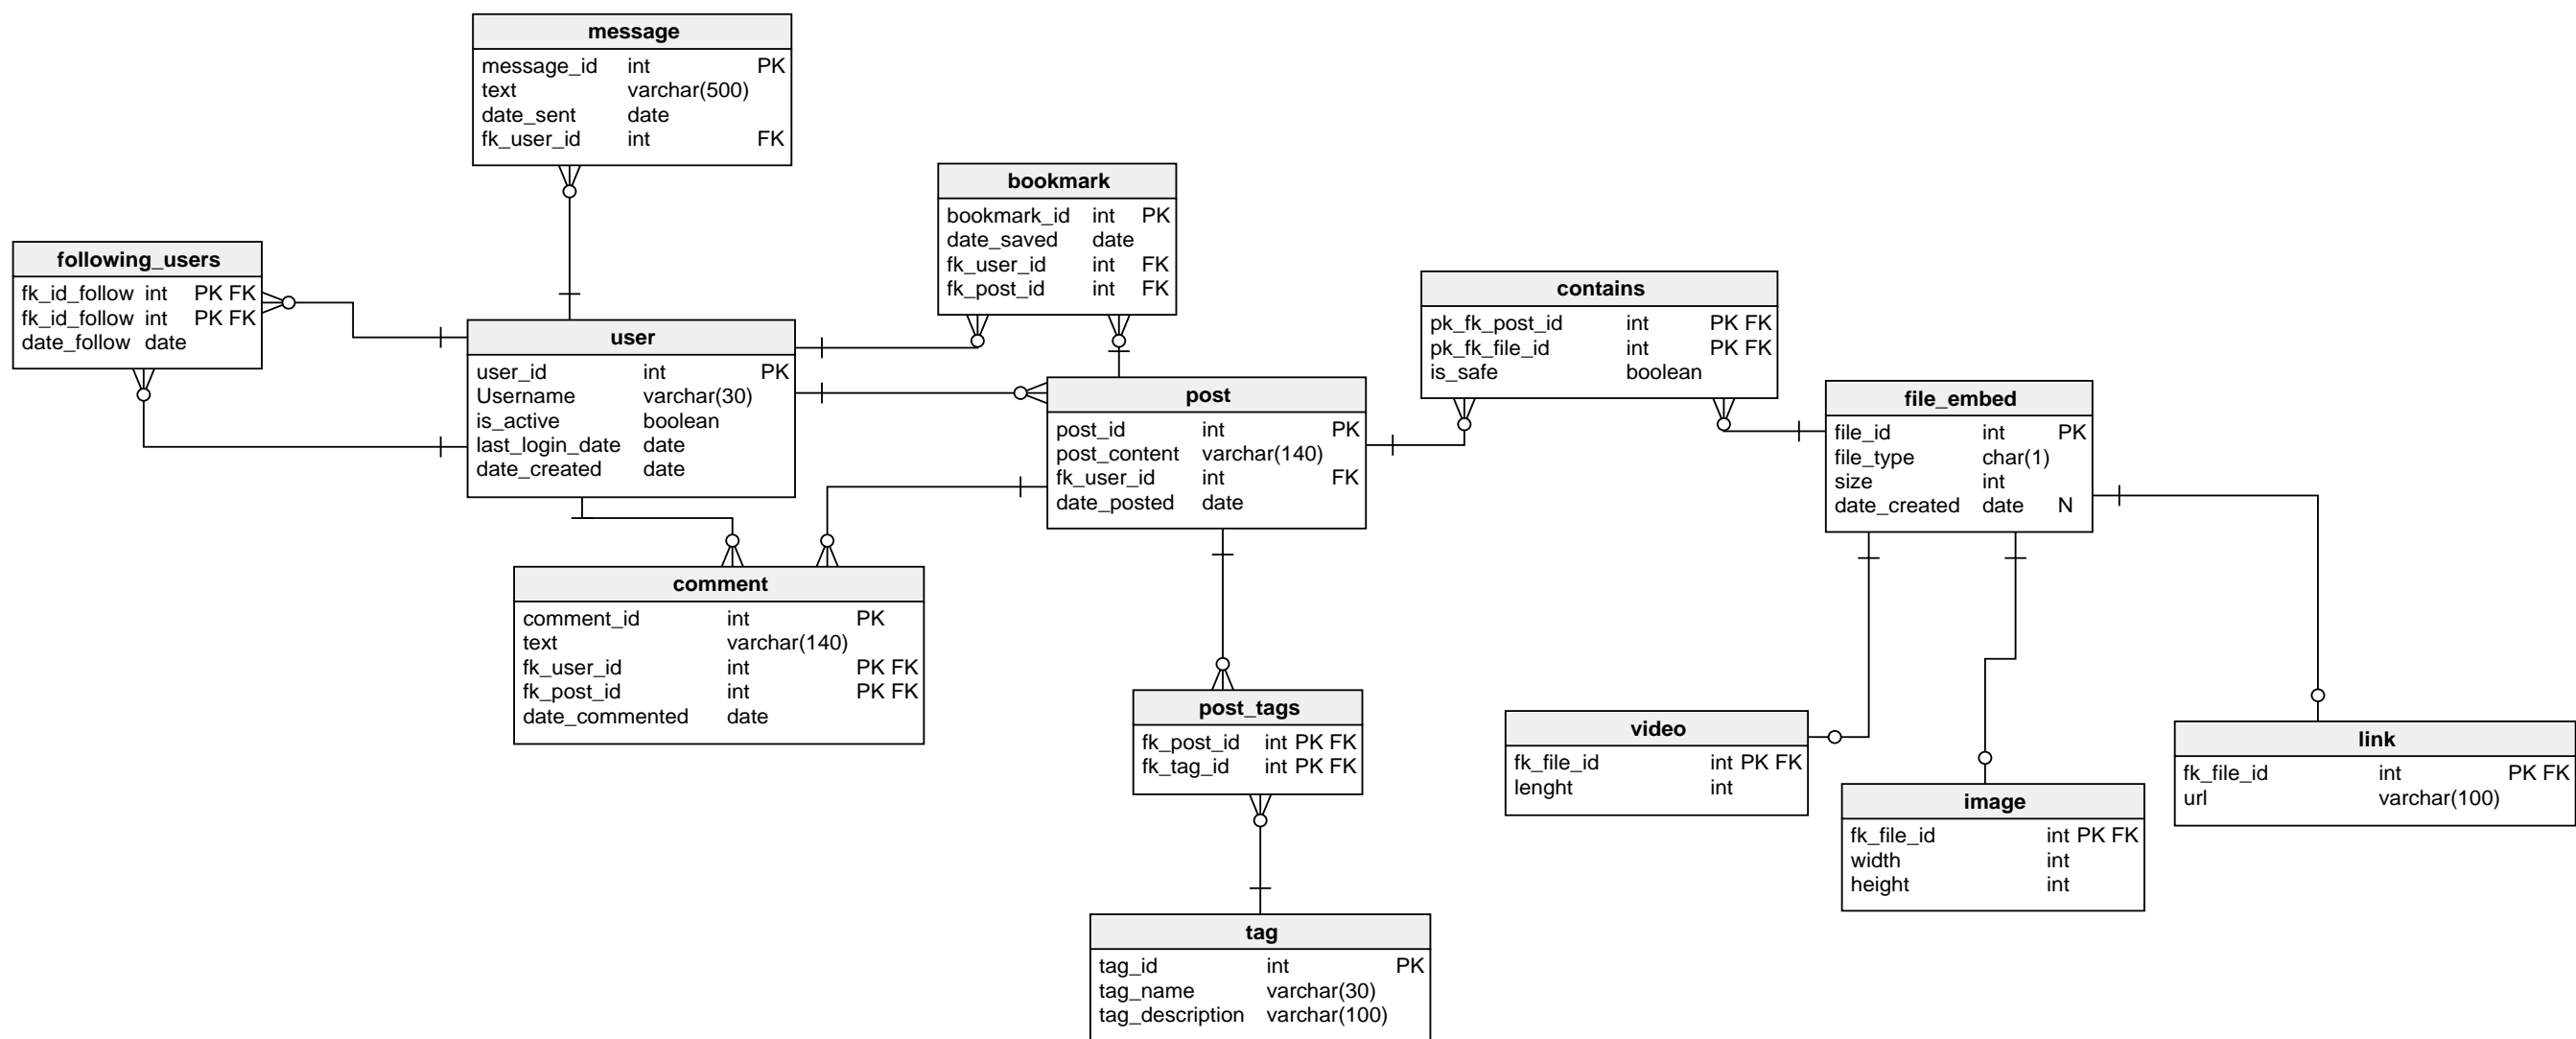 message
message_id int PK
text varchar(500)
date_sent date
fk_user_id int FK
bookmark
bookmark_id int PK
date_saved date
fk_user_id int FK
fk_post_id int FK
following_users
fk_id_follow int PK FK
fk_id_follow int PK FK
date_follow date
contains
pk_fk_post_id int PK FK
pk_fk_file_id int PK FK
is_safe boolean
user
user_id int PK
Username varchar(30)
is_active boolean
last_login_date date
date_created date
post
post_id int PK
post_content varchar(140)
fk_user_id int FK
date_posted date
file_embed
file_id int PK
file_type char(1)
size int
date_created date N
comment
comment_id int PK
text varchar(140)
fk_user_id int PK FK
fk_post_id int PK FK
date_commented date
post_tags
fk_post_id int PK FK
fk_tag_id int PK FK
video
fk_file_id int PK FK
lenght int
link
fk_file_id int PK FK
url varchar(100)
image
fk_file_id int PK FK
width int
height int
tag
tag_id int PK
tag_name varchar(30)
tag_description varchar(100)